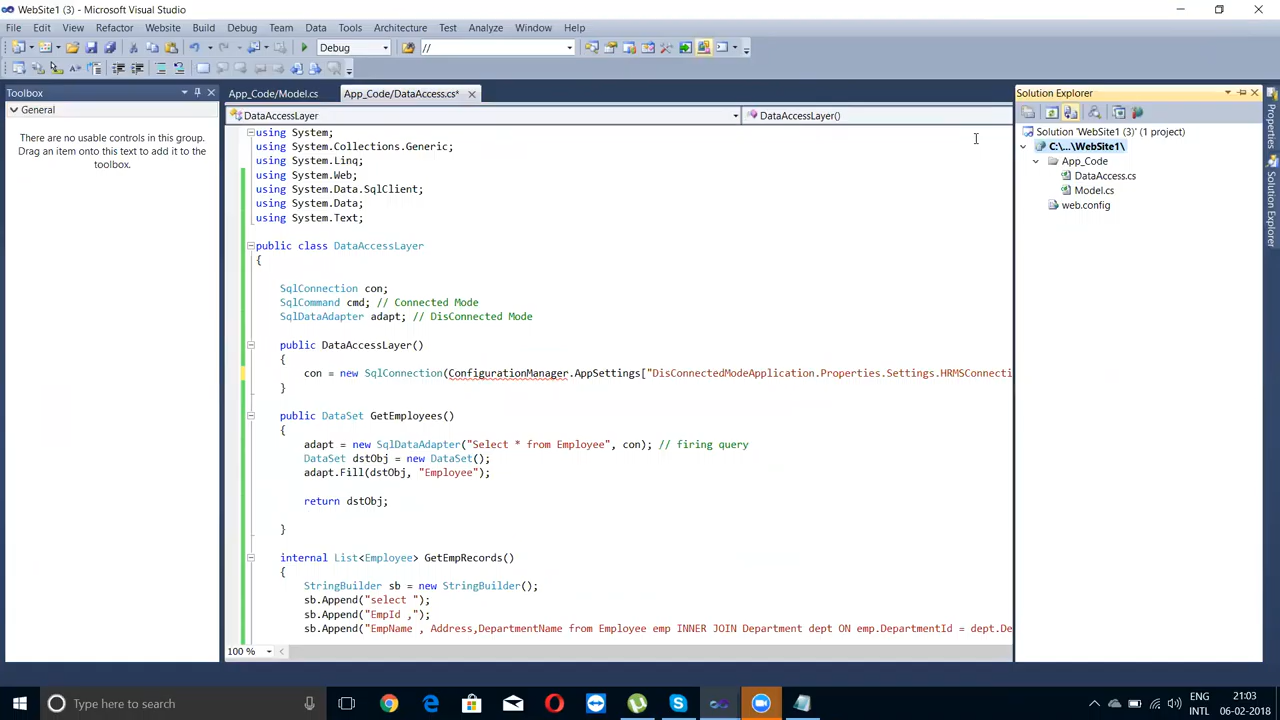 WebSite1 - Microsoft Visual Studio
File Edit View Refactor Website Build Debug Team Data Tools Architecture Test Analyze Window Help
Debug //
Toolbox
General
There are no usable controls in this group.
Drag an item onto this text to add it to the
toolbox.
App_Code/Model.cs App_Code/DataAccess.cs*
DataAccessLayer DataAccessLayer()
using System;
using System.Collections.Generic;
using System.Linq;
using System.Web;
using System.Data.SqlClient;
using System.Data;
using System.Text;
public class DataAccessLayer
{
SqlConnection con;
SqlCommand cmd; // Connected Mode
SqlDataAdapter adapt; // DisConnected Mode
public DataAccessLayer()
{
con = new SqlConnection(ConfigurationManager.AppSettings["DisConnectedModeApplication.Properties.Settings.HRMSConnecti
}
public DataSet GetEmployees()
{
adapt = new SqlDataAdapter("Select * from Employee", con); // firing query
DataSet dstObj = new DataSet();
adapt.Fill(dstObj, "Employee");
return dstObj;
}
internal List<Employee> GetEmpRecords()
{
StringBuilder sb = new StringBuilder();
sb.Append("select ");
sb.Append("EmpId ,");
sb.Append("EmpName , Address,DepartmentName from Employee emp INNER JOIN Department dept ON emp.DepartmentId = dept.De
100 %
Solution Explorer
Solution 'WebSite1 (3)' (1 project)
C:\...\WebSite1\
App_Code
DataAccess.cs
Model.cs
web.config
Properties
Solution Explorer
Type here to search
ENG
INTL
21:03
06-02-2018